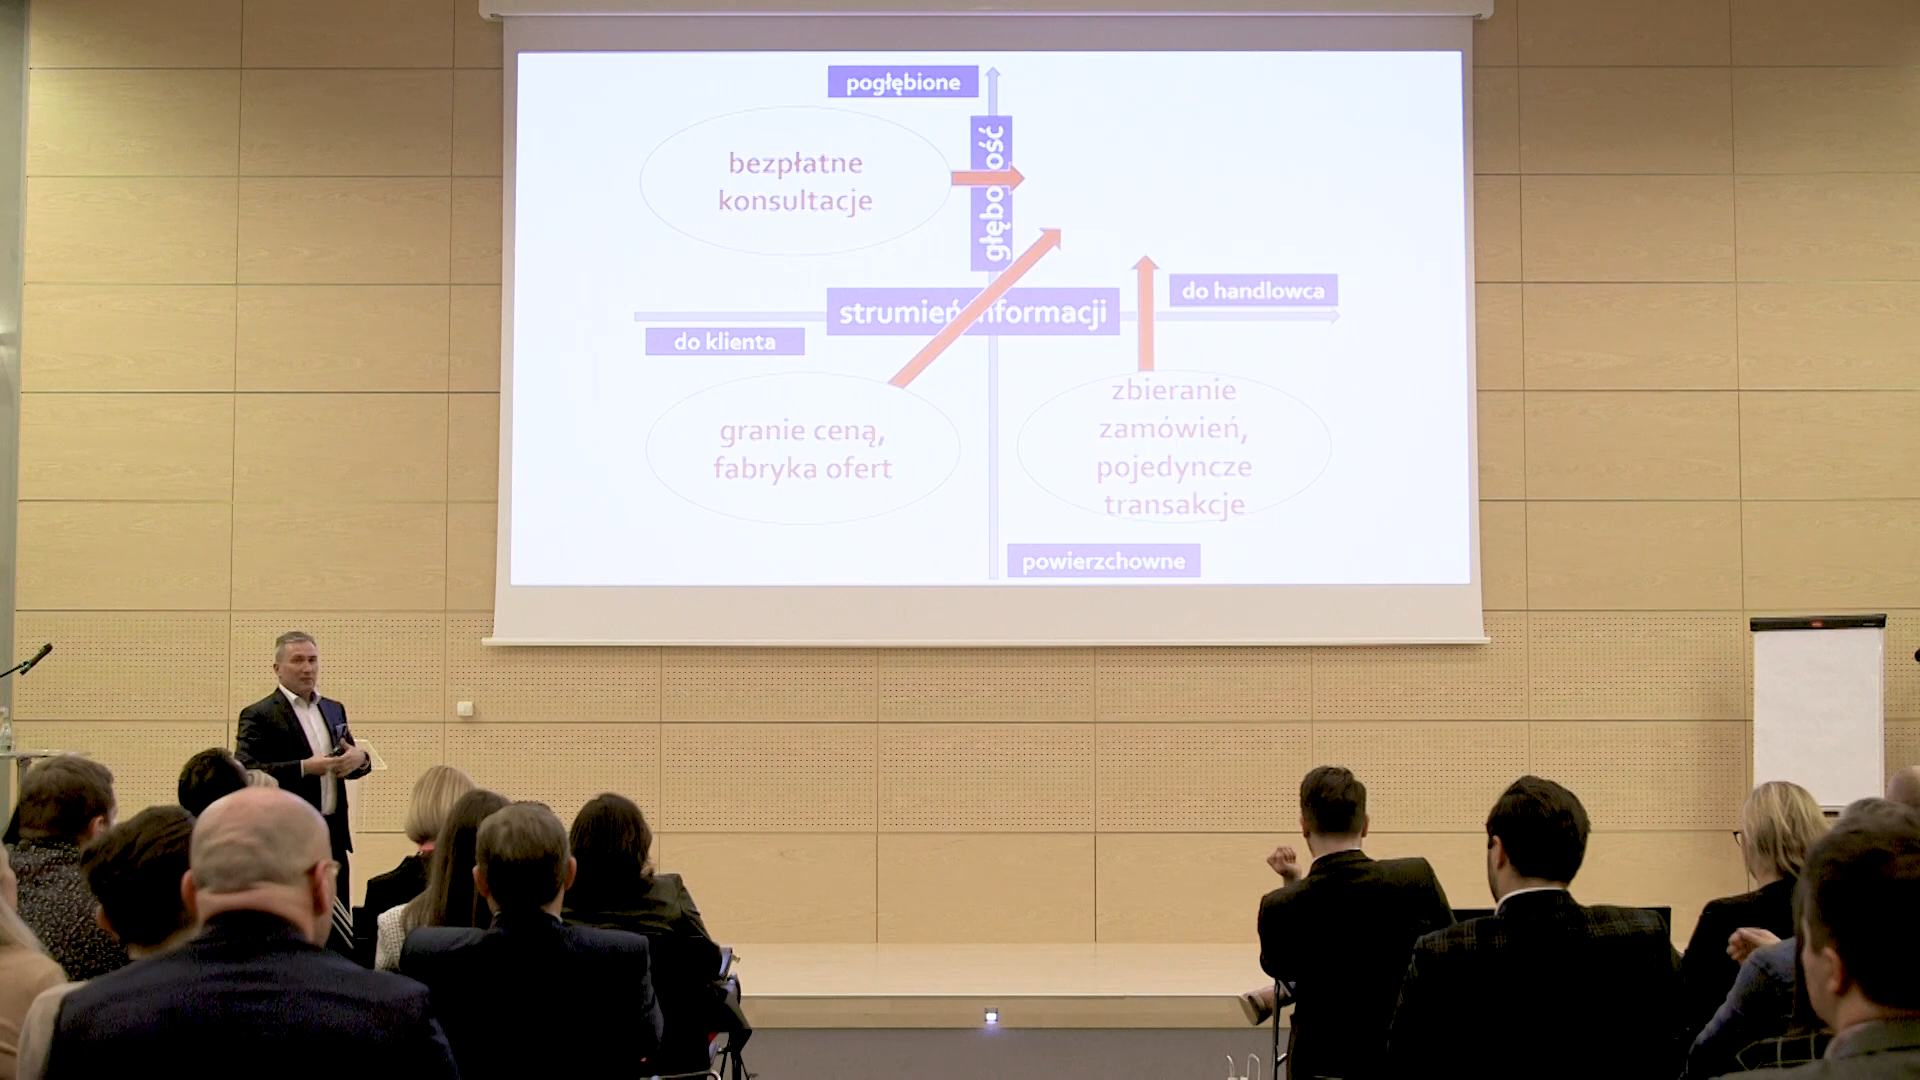 pogłębione
głębokość
bezpłatne
konsultacje
do handlowca
strumień informacji
do klienta
granie ceną,
fabryka ofert
zbieranie
zamówień,
pojedyncze
transakcje
powierzchowne